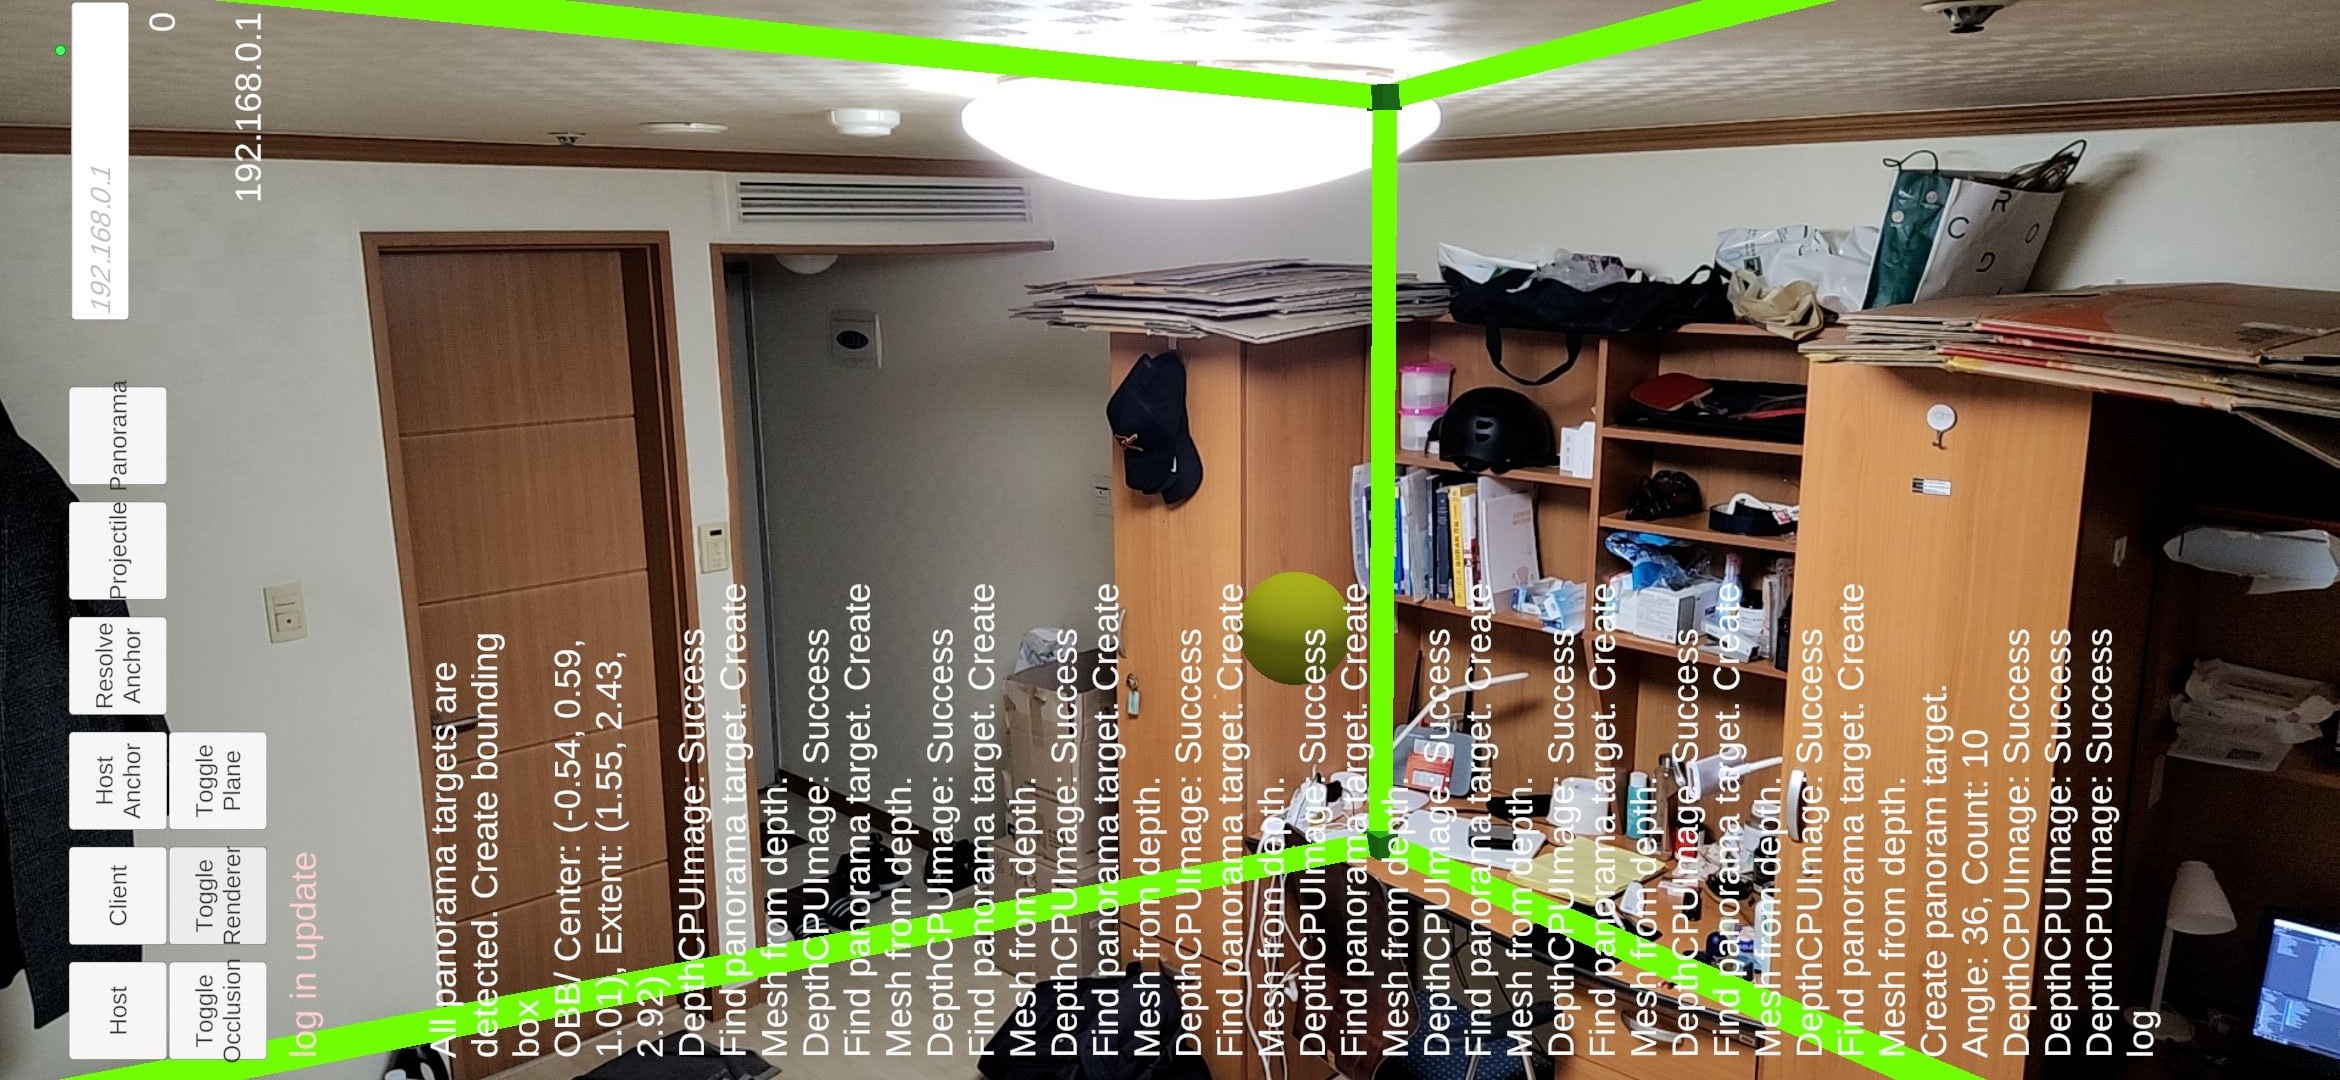 192.168.0.1
0
192.168.0.1
Panorama
Projectile
Resolve
Anchor
Host
Anchor
Client
Host
Toggle
Plane
Toggle
Renderer
Toggle
Occlusion
log in update
All panorama targets are
detected. Create bounding
box
OBB/ Center: (-0.54, 0.59,
1.01), Extent: (1.55, 2.43,
2.92)
DepthCPUImage: Success
Find panorama target. Create
Mesh from depth.
DepthCPUImage: Success
Find panorama target. Create
Mesh from depth.
DepthCPUImage: Success
Find panorama target. Create
Mesh from depth.
DepthCPUImage: Success
Find panorama target. Create
Mesh from depth.
DepthCPUImage: Success
Find panorama target. Create
Mesh from depth.
DepthCPUImage: Success
Find panorama target. Create
Mesh from depth.
DepthCPUImage: Success
Find panorama target. Create
Mesh from depth.
DepthCPUImage: Success
Find panorama target. Create
Mesh from depth.
DepthCPUImage: Success
Find panorama target. Create
Mesh from depth.
DepthCPUImage: Success
Find panorama target. Create
Mesh from depth.
Create panoram target.
Angle: 36, Count: 10
DepthCPUImage: Success
DepthCPUImage: Success
DepthCPUImage: Success
log
R
C
O
D